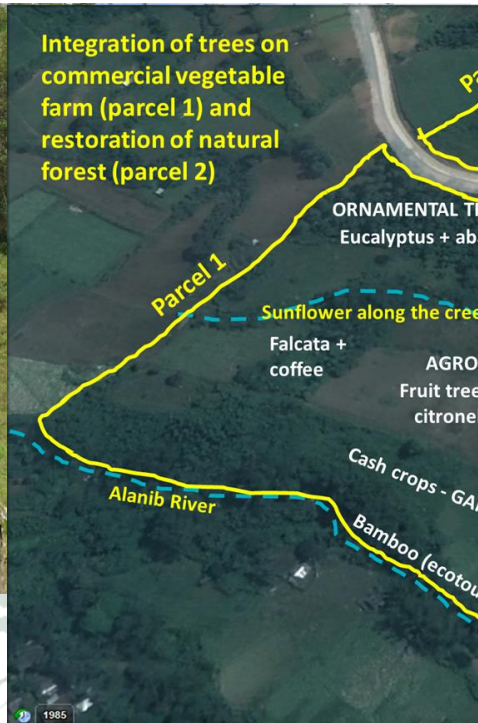 Integration of trees on
commercial vegetable
farm (parcel 1) and
restoration of natural
forest (parcel 2)
Pa
ORNAMENTAL T
Eucalyptus + ab
Parcel 1
Sunflower along the cree
Falcata +
coffee
AGRO
Fruit tree
citrone
Cash crops - GA
Alanib River
Bamboo (ecotou
1985